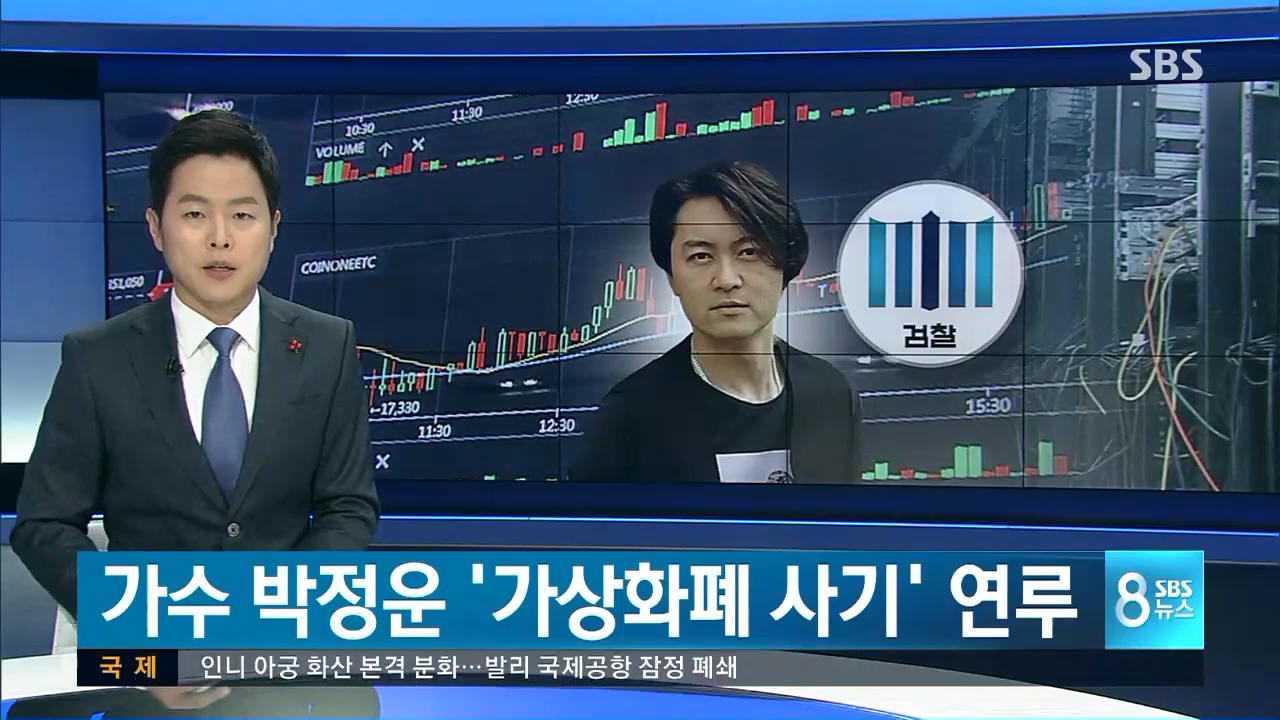 SBS
10:30
11:30
12:30
VOLUME
COINONEETC
351,050
17,330
11:30
12:30
15:30
검찰
가수 박정운 '가상화폐 사기' 연루
8 SBS 뉴스
국제 인니 아궁 화산 본격 분화…발리 국제공항 잠정 폐쇄